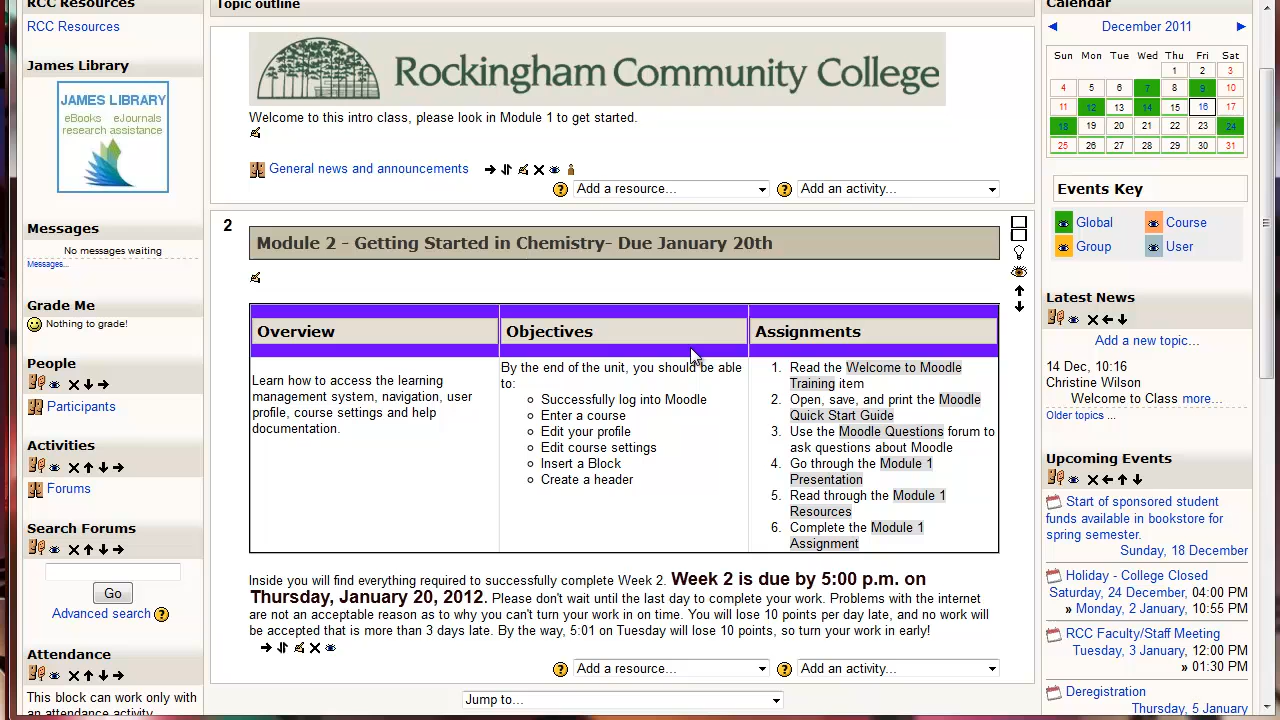 RCC Resources
RCC Resources
James Library
JAMES LIBRARY
eBooks eJournals
research assistance
Messages
No messages waiting
Messages...
Grade Me
Nothing to grade!
People
Participants
Activities
Forums
Search Forums
Go
Advanced search
Attendance
This block can work only with
an attendance activity
Topic outline
Rockingham Community College
Welcome to this intro class, please look in Module 1 to get started.
General news and announcements
Add a resource... Add an activity...
2
Module 2 - Getting Started in Chemistry- Due January 20th
Overview Objectives Assignments
Learn how to access the learning
management system, navigation, user
profile, course settings and help
documentation.
By the end of the unit, you should be able
to:
Successfully log into Moodle
Enter a course
Edit your profile
Edit course settings
Insert a Block
Create a header
1. Read the Welcome to Moodle
Training item
2. Open, save, and print the Moodle
Quick Start Guide
3. Use the Moodle Questions forum to
ask questions about Moodle
4. Go through the Module 1
Presentation
5. Read through the Module 1
Resources
6. Complete the Module 1
Assignment
Inside you will find everything required to successfully complete Week 2. Week 2 is due by 5:00 p.m. on
Thursday, January 20, 2012. Please don't wait until the last day to complete your work. Problems with the internet
are not an acceptable reason as to why you can't turn your work in on time. You will lose 10 points per day late, and no work will
be accepted that is more than 3 days late. By the way, 5:01 on Tuesday will lose 10 points, so turn your work in early!
Add a resource... Add an activity...
Jump to...
Calendar
December 2011
Sun Mon Tue Wed Thu Fri Sat
1 2 3
4 5 6 7 8 9 10
11 12 13 14 15 16 17
18 19 20 21 22 23 24
25 26 27 28 29 30 31
Events Key
Global Course
Group User
Latest News
Add a new topic...
14 Dec, 10:16
Christine Wilson
Welcome to Class more...
Older topics ...
Upcoming Events
Start of sponsored student
funds available in bookstore for
spring semester.
Sunday, 18 December
Holiday - College Closed
Saturday, 24 December, 04:00 PM
» Monday, 2 January, 10:55 PM
RCC Faculty/Staff Meeting
Tuesday, 3 January, 12:00 PM
» 01:30 PM
Deregistration
Thursday, 5 January